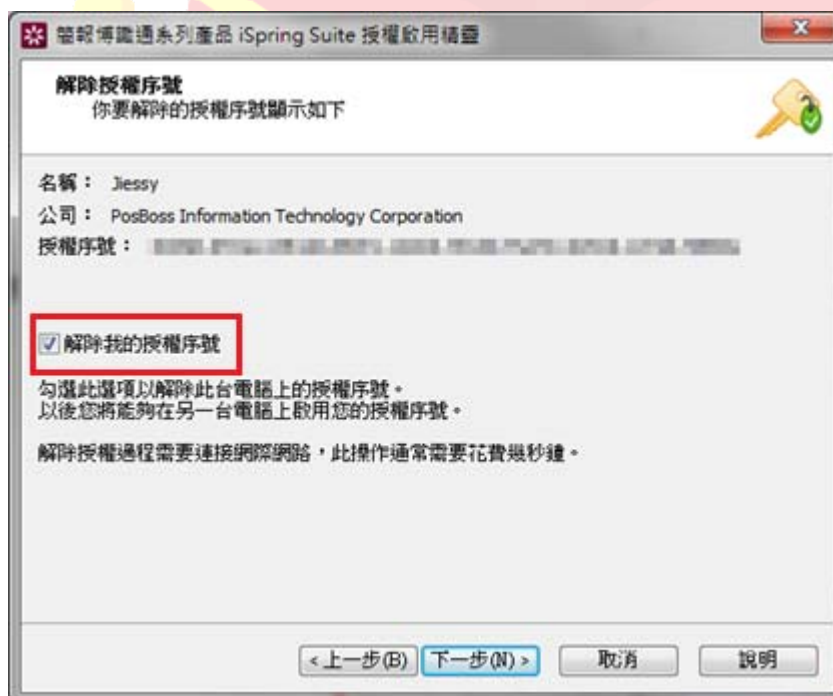 簡報博識通系列產品 iSpring Suite 授權啟用精靈
解除授權序號
你要解除的授權序號顯示如下
名稱： Jiessy
公司： PosBoss Information Technology Corporation
授權序號：
解除我的授權序號
勾選此選項以解除此台電腦上的授權序號。
以後您將能夠在另一台電腦上啟用您的授權序號。
解除授權過程需要連接網際網路，此操作通常需要花費幾秒鐘。
<上一步(B) 下一步(N)> 取消 說明